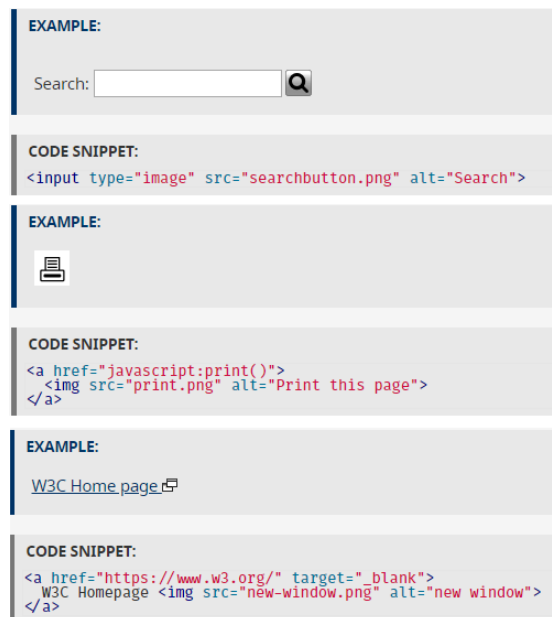 EXAMPLE:
Search:
CODE SNIPPET:
<input type="image" src="searchbutton.png" alt="Search">
EXAMPLE:
CODE SNIPPET:
<a href="javascript:print()">
<img src="print.png" alt="Print this page">
</a>
EXAMPLE:
W3C Home page
CODE SNIPPET:
<a href="https://www.w3.org/" target="_blank">
W3C Homepage <img src="new-window.png" alt="new window">
</a>